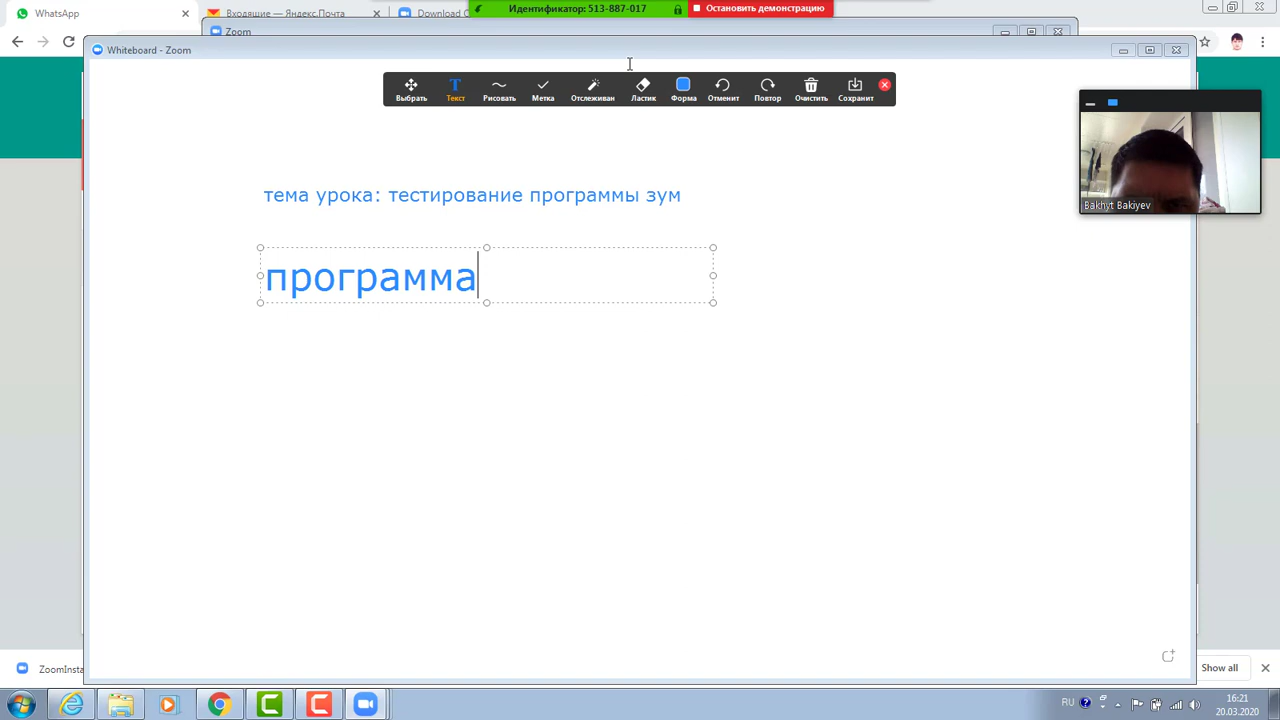 WhatsApp
Входящие — Яндекс.Почта
Download C
Идентификатор: 513-887-017
Остановить демонстрацию
Zoom
Whiteboard - Zoom
Выбрать
Текст
Рисовать
Метка
Отслеживан
Ластик
Форма
Отменит
Повтор
Очистить
Сохранит
тема урока: тестирование программы зум
Bakhyt Bakiyev
программа
ZoomInsta
Show all
RU
16:21
20.03.2020